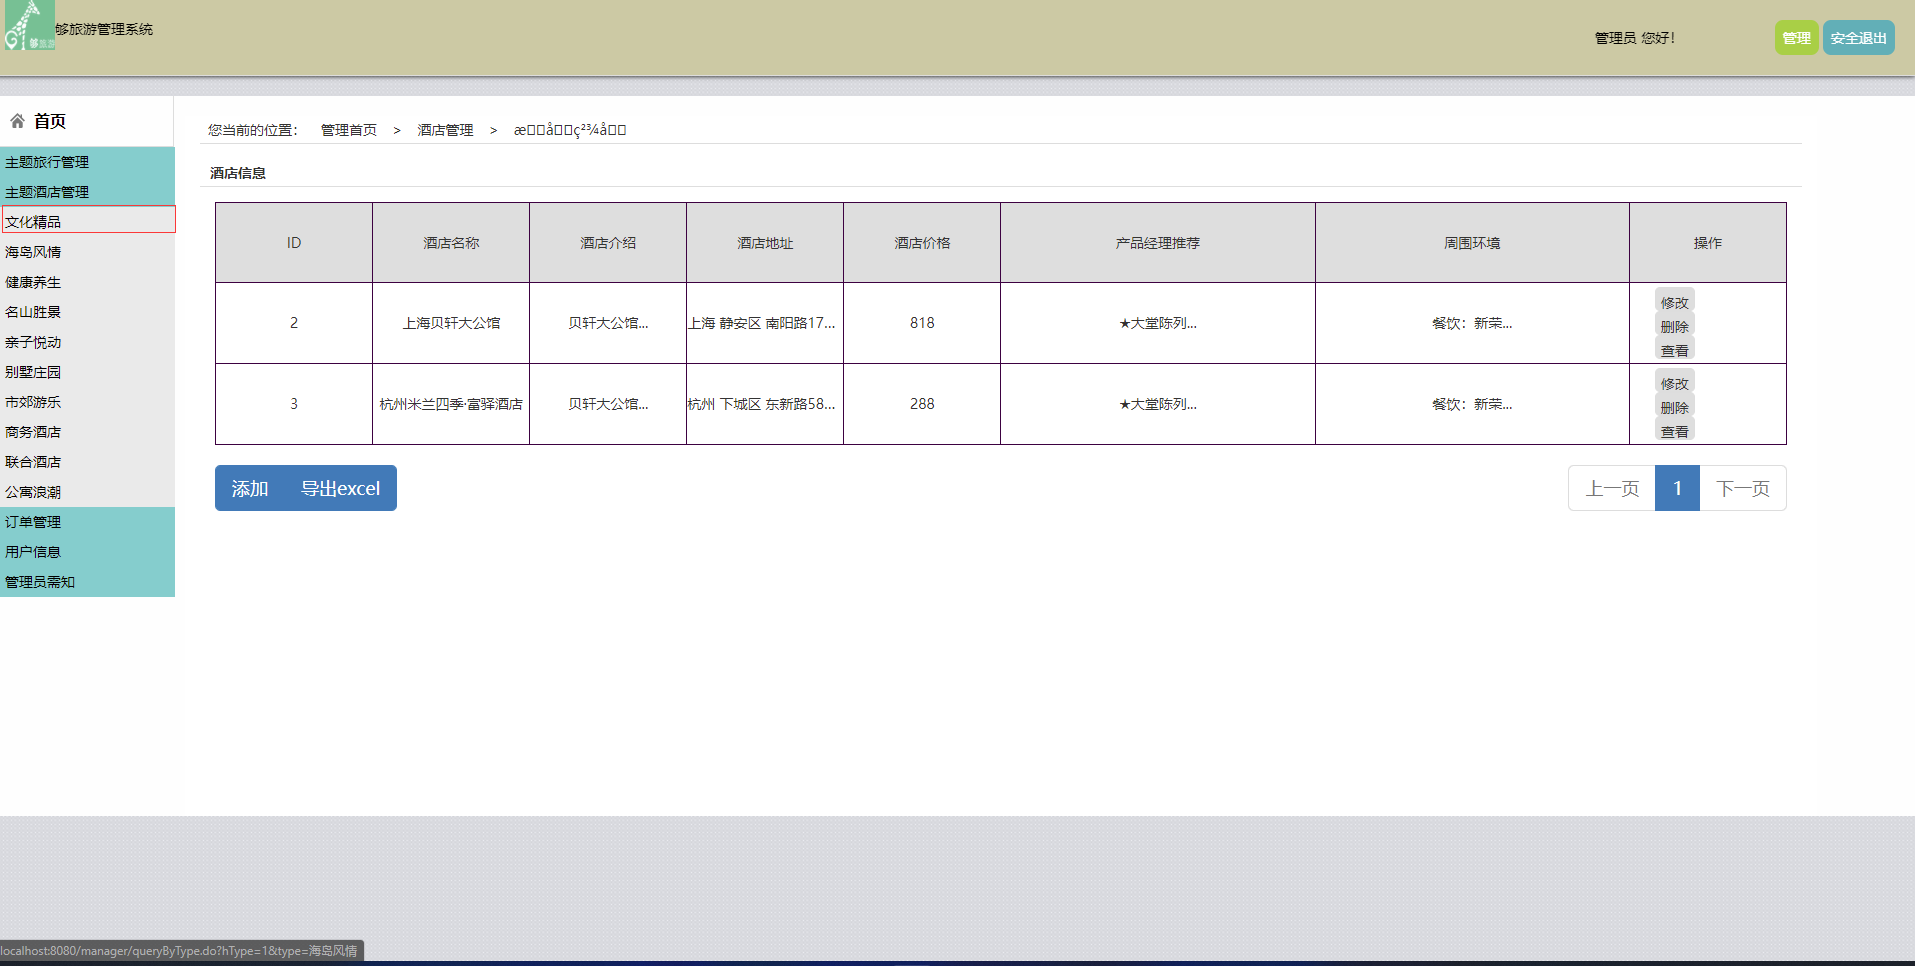 够旅游
够旅游管理系统
管理员 您好！
管理
安全退出
首页
主题旅行管理
主题酒店管理
文化精品
海岛风情
健康养生
名山胜景
亲子悦动
别墅庄园
市郊游乐
商务酒店
联合酒店
公寓浪潮
订单管理
用户信息
管理员需知
您当前的位置： 管理首页 > 酒店管理 >
酒店信息
ID 酒店名称 酒店介绍 酒店地址 酒店价格 产品经理推荐 周围环境 操作
2 上海贝轩大公馆 贝轩大公馆... 上海 静安区 南阳路17... 818 ★大堂陈列... 餐饮：新荣... 修改 删除 查看
3 杭州米兰四季·富驿酒店 贝轩大公馆... 杭州 下城区 东新路58... 288 ★大堂陈列... 餐饮：新荣... 修改 删除 查看
添加 导出excel
上一页 1 下一页
localhost:8080/manager/queryByType.do?hType=1&type=海岛风情